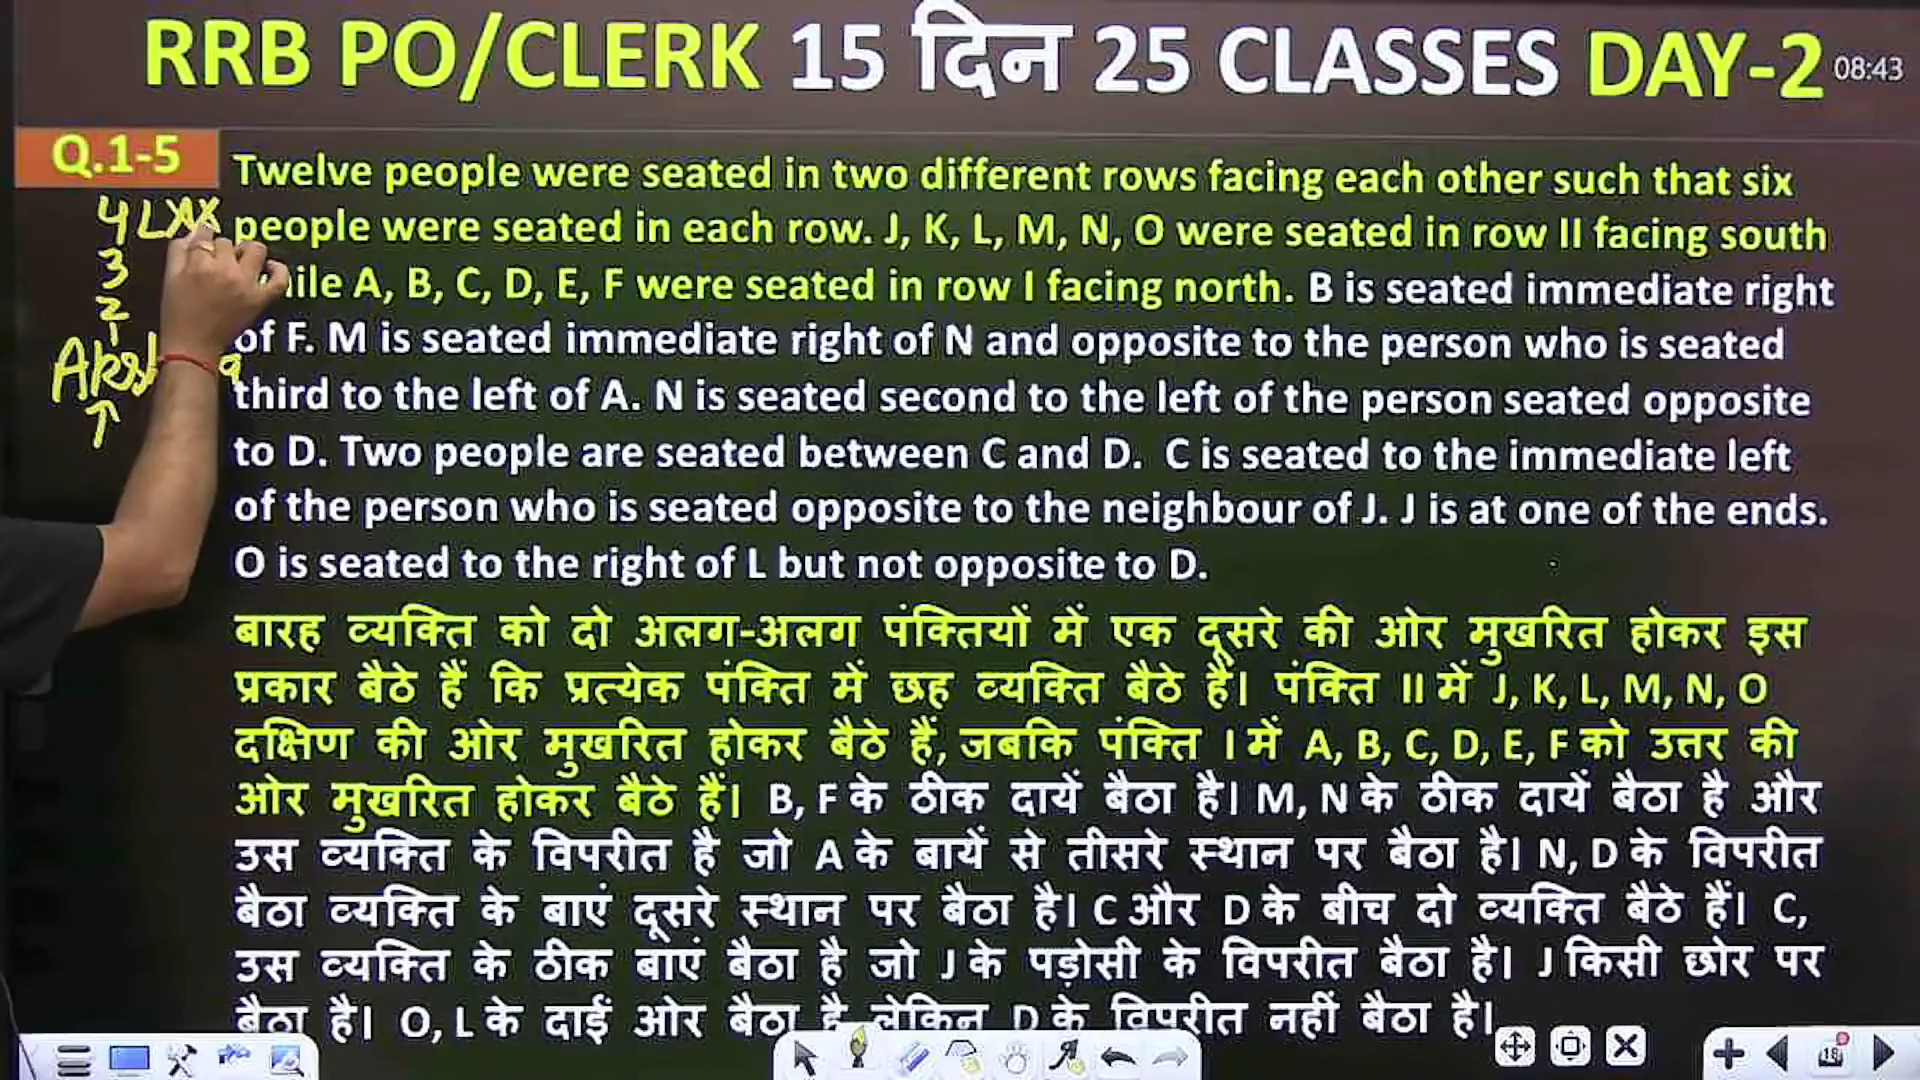 RRB PO/CLERK 15 दिन 25 CLASSES DAY-2
08:43
Q.1-5
Twelve people were seated in two different rows facing each other such that six
people were seated in each row. J, K, L, M, N, O were seated in row II facing south
ile A, B, C, D, E, F were seated in row I facing north. B is seated immediate right
of F. M is seated immediate right of N and opposite to the person who is seated
third to the left of A. N is seated second to the left of the person seated opposite
to D. Two people are seated between C and D. C is seated to the immediate left
of the person who is seated opposite to the neighbour of J. J is at one of the ends.
O is seated to the right of L but not opposite to D.
4 L
3
2
1
बारह व्यक्ति को दो अलग-अलग पंक्तियों में एक दूसरे की ओर मुखरित होकर इस
प्रकार बैठे हैं कि प्रत्येक पंक्ति में छह व्यक्ति बैठे हैं। पंक्ति II में J, K, L, M, N, O
दक्षिण की ओर मुखरित होकर बैठे हैं, जबकि पंक्ति I में A, B, C, D, E, F को उत्तर की
ओर मुखरित होकर बैठे हैं। B, F के ठीक दायें बैठा है। M, N के ठीक दायें बैठा है और
उस व्यक्ति के विपरीत है जो A के बायें से तीसरे स्थान पर बैठा है। N, D के विपरीत
बैठा व्यक्ति के बाएं दूसरे स्थान पर बैठा है। C और D के बीच दो व्यक्ति बैठे हैं। C,
उस व्यक्ति के ठीक बाएं बैठा है जो J के पड़ोसी के विपरीत बैठा है। J किसी छोर पर
बैठा है। O, L के दाईं ओर बैठा है लेकिन D के विपरीत नहीं बैठा है।